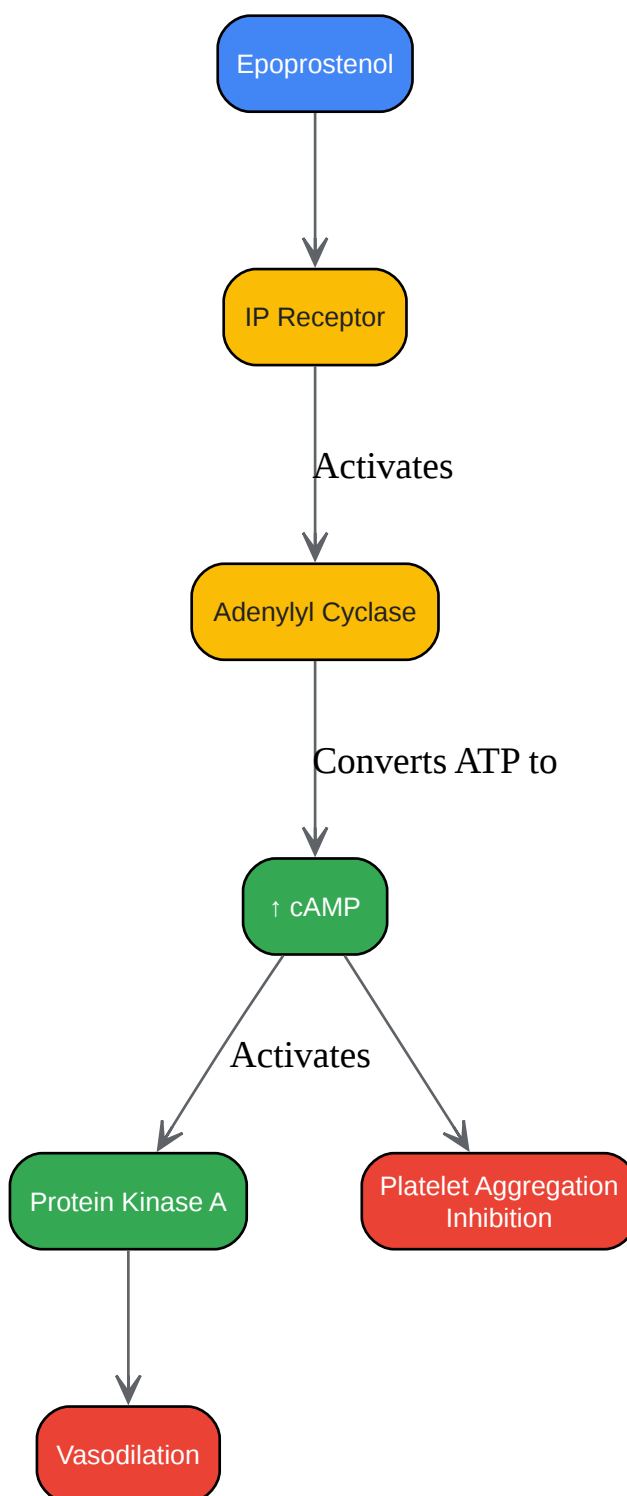 Epoprostenol
IP Receptor
Activates
Adenylyl Cyclase
Converts ATP to
↑ cAMP
Activates
Protein Kinase A
Platelet Aggregation
Inhibition
Vasodilation